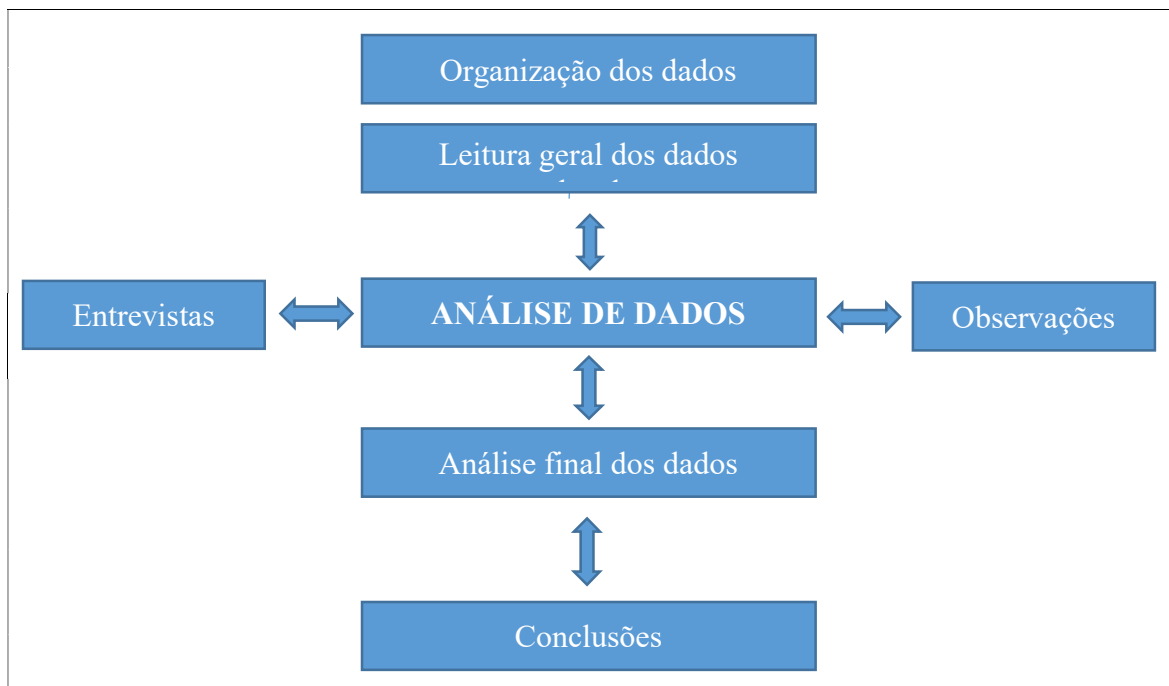 Organização dos dados
Leitura geral dos dados
Entrevistas
ANÁLISE DE DADOS
Observações
Análise final dos dados
Conclusões